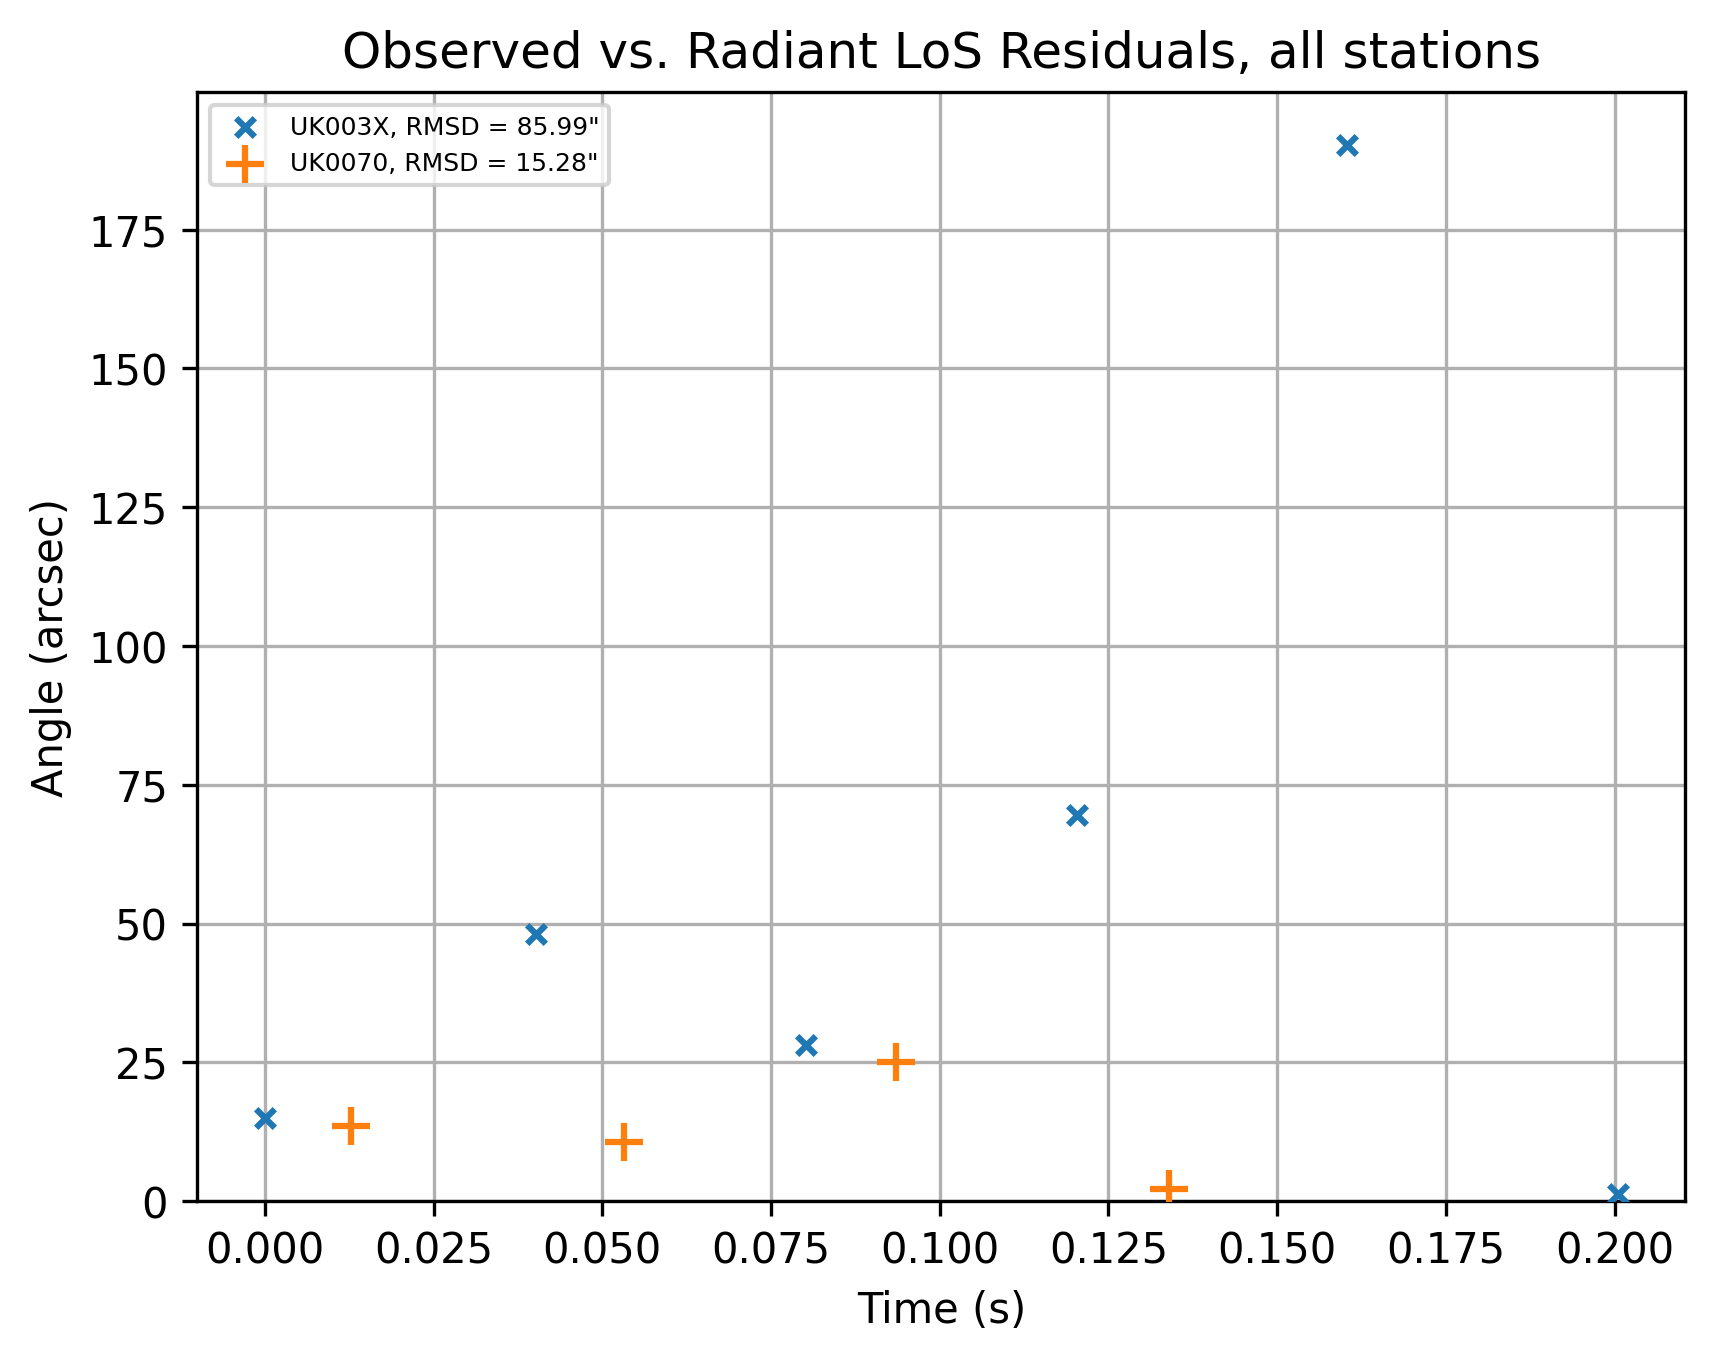 Observed vs. Radiant LoS Residuals, all stations
UK003X, RMSD = 85.99"
UK0070, RMSD = 15.28"
175
150
125
100
75
50
25
0
Angle (arcsec)
0.000 0.025 0.050 0.075 0.100 0.125 0.150 0.175 0.200
Time (s)